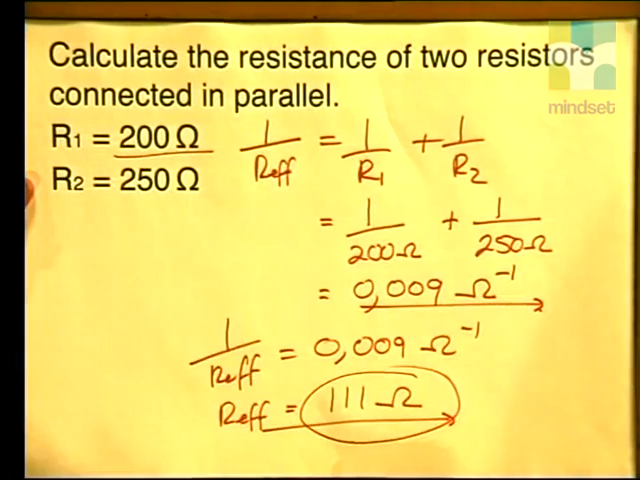 Calculate the resistance of two resistors
connected in parallel.
mindset
R1 = 200 Ω
R2 = 250 Ω
1/Reff = 1/R1 + 1/R2
= 1/200Ω + 1/250Ω
= 0,009 Ω⁻¹
1/Reff = 0,009 Ω⁻¹
Reff = 111 Ω